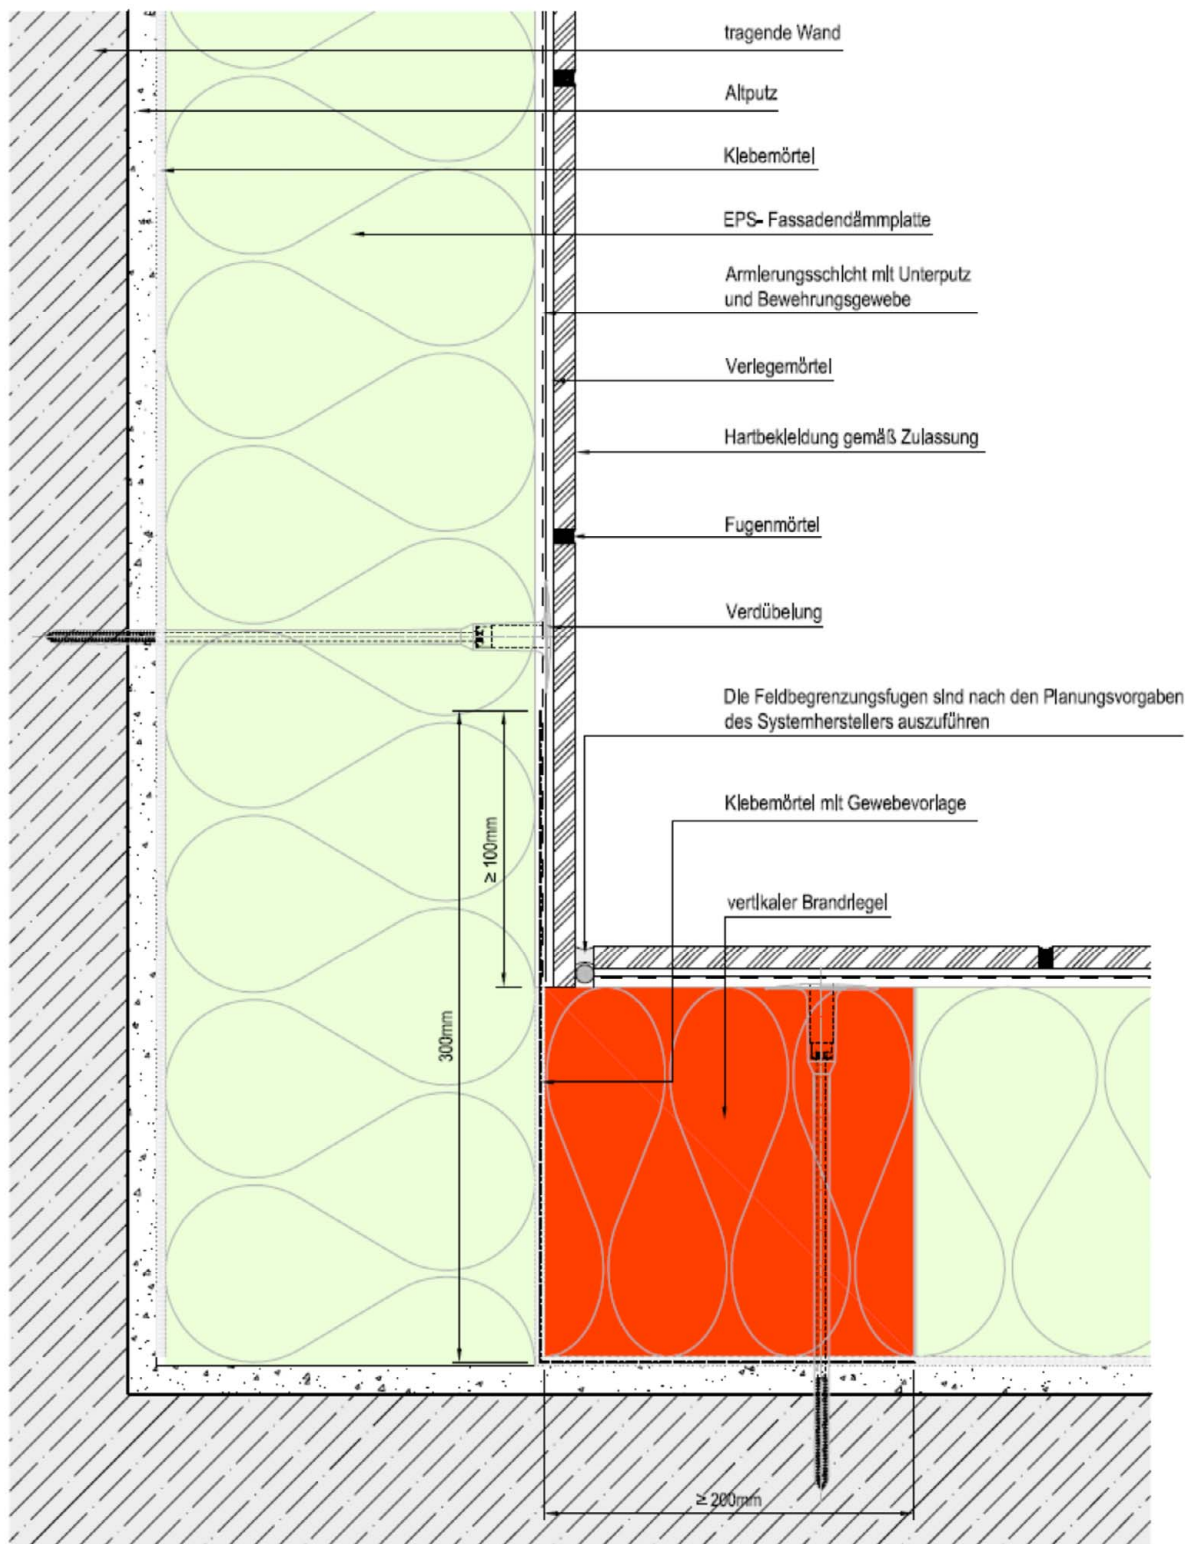 tragende Wand
Altputz
Klebemörtel
EPS- Fassadendämmplatte
Armierungsschicht mit Unterputz
und Bewehrungsgewebe
Verlegemörtel
Hartbekleidung gemäß Zulassung
Fugenmörtel
Verdübelung
Die Feldbegrenzungsfugen sind nach den Planungsvorgaben
des Systemherstellers auszuführen
Klebemörtel mit Gewebevorlage
≥ 100mm
vertikaler Brandriegel
300mm
≥ 200mm